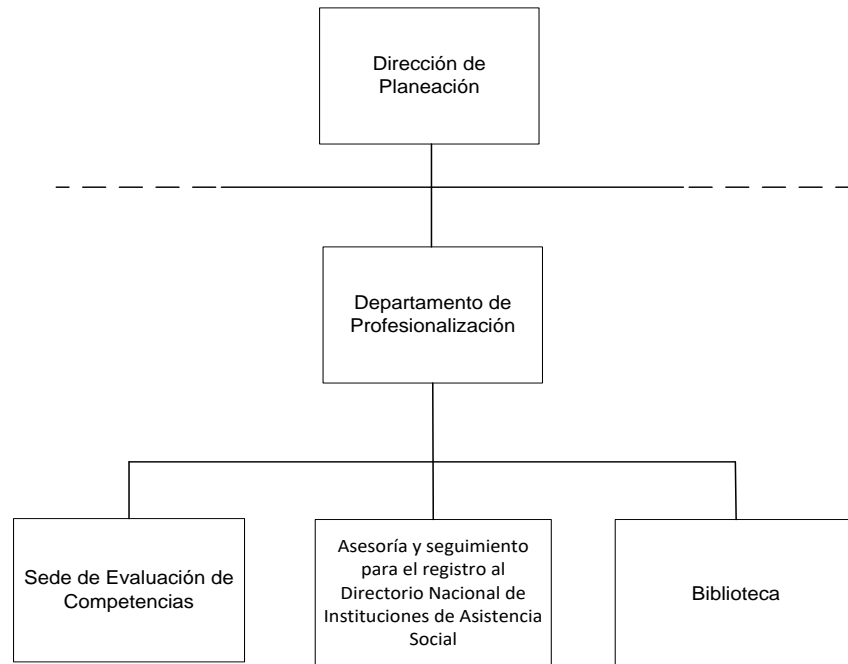 Dirección de
Planeación
Departamento de
Profesionalización
Sede de Evaluación de
Competencias
Asesoría y seguimiento
para el registro al
Directorio Nacional de
Instituciones de Asistencia
Social
Biblioteca